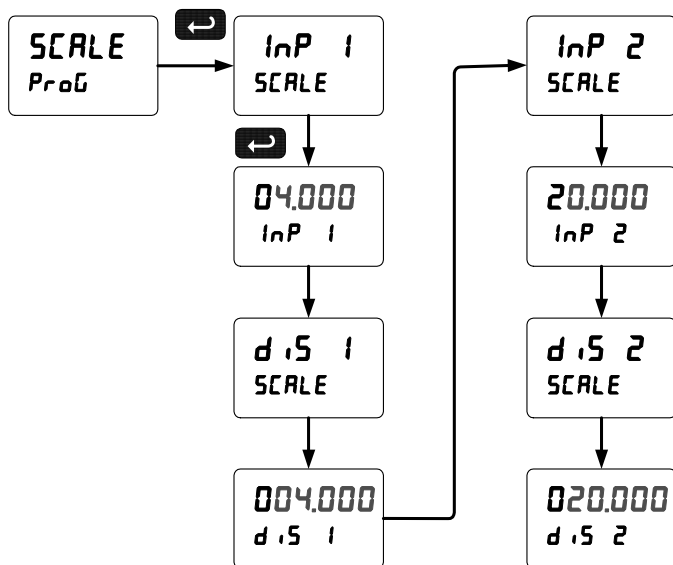 SCALE
ProG
InP 1
SCALE
04.000
InP 1
diS 1
SCALE
004.000
diS 1
InP 2
SCALE
20.000
InP 2
diS 2
SCALE
020.000
diS 2